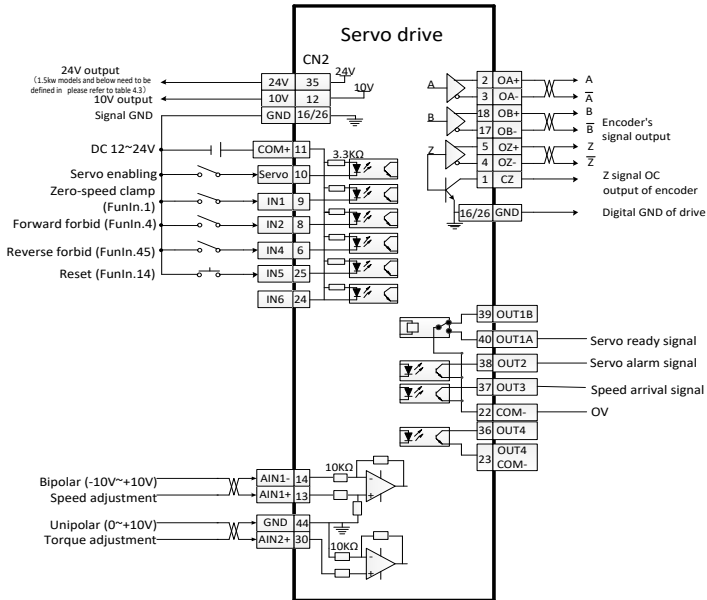 Servo drive
CN2
24V output
（1.5kw models and below need to be
defined in please refer to table 4.3）
24V 35 24V
10V output
10V 12 10V
Signal GND
GND 16/26
DC 12~24V
COM+ 11
3.3KΩ
Servo enabling
Servo 10
Zero-speed clamp
(FunIn.1)
IN1 9
Forward forbid (FunIn.4)
IN2 8
Reverse forbid (FunIn.45)
IN4 6
Reset (FunIn.14)
IN5 25
IN6 24
A 2 OA+ A
3 OA- A
B 18 OB+ B
17 OB- B
Encoder's
signal output
Z 5 OZ+ Z
4 OZ- Z
1 CZ
Z signal OC
output of encoder
16/26 GND
Digital GND of drive
39 OUT1B
40 OUT1A
Servo ready signal
38 OUT2
Servo alarm signal
37 OUT3
Speed arrival signal
22 COM-
OV
36 OUT4
23 OUT4
COM-
Bipolar (-10V~+10V)
Speed adjustment
AIN1- 14
AIN1+ 13
10KΩ
-
+
Unipolar (0~+10V)
Torque adjustment
GND 44
AIN2+ 30
10KΩ
-
+